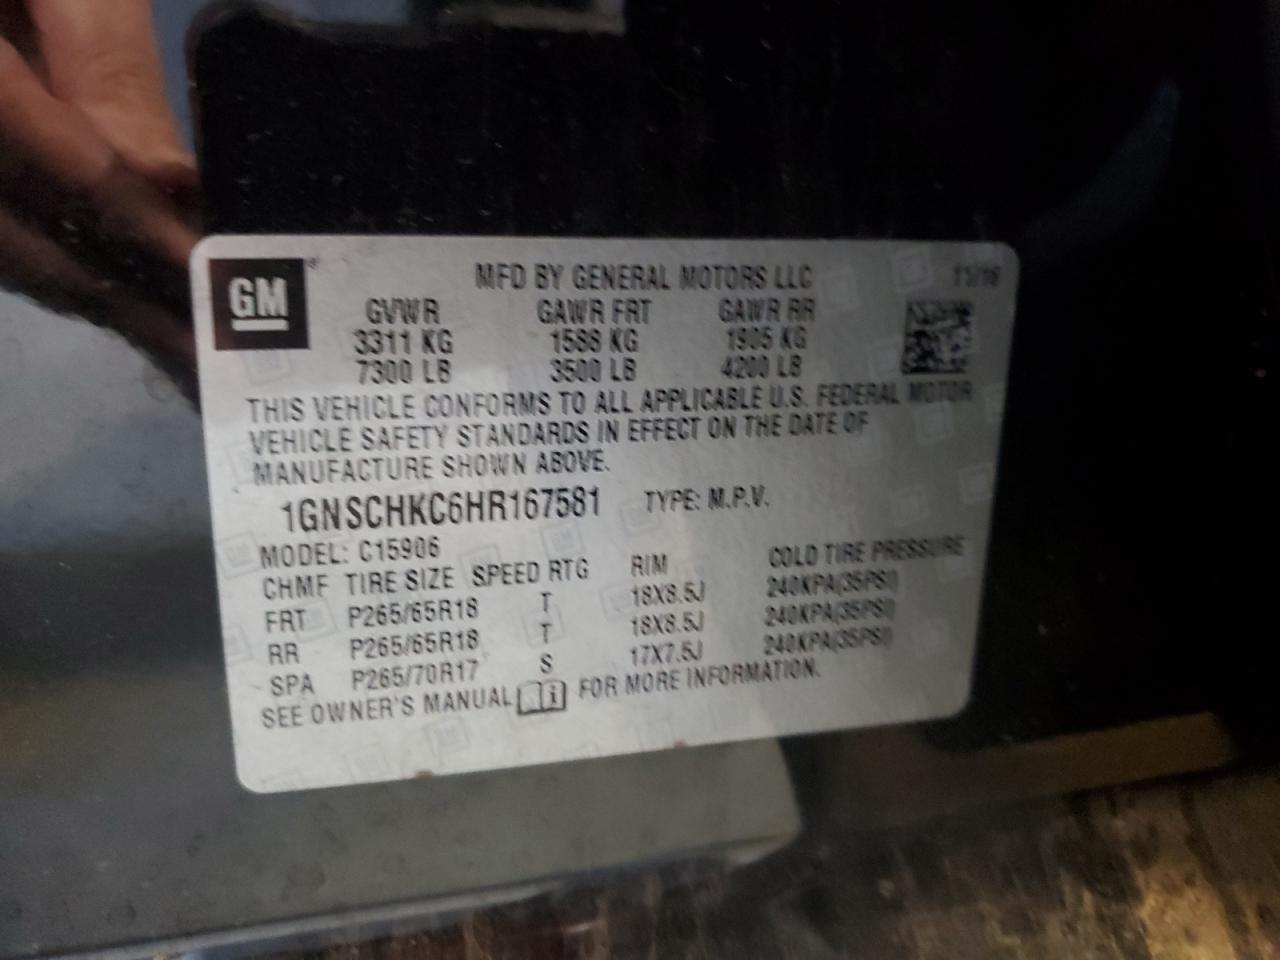 GM
MFD BY GENERAL MOTORS LLC 11/16
GVWR GAWR FRT GAWR RR
3311 KG 1588 KG 1905 KG
7300 LB 3500 LB 4200 LB
THIS VEHICLE CONFORMS TO ALL APPLICABLE U.S. FEDERAL MOTOR
VEHICLE SAFETY STANDARDS IN EFFECT ON THE DATE OF
MANUFACTURE SHOWN ABOVE.
1GNSCHKC6HR167581 TYPE: M.P.V.
MODEL: C15906
CHMF TIRE SIZE SPEED RTG RIM COLD TIRE PRESSURE
FRT P265/65R18 T 18X8.5J 240KPA(35PSI)
RR P265/65R18 T 18X8.5J 240KPA(35PSI)
SPA P265/70R17 S 17X7.5J 240KPA(35PSI)
SEE OWNER'S MANUAL FOR MORE INFORMATION.